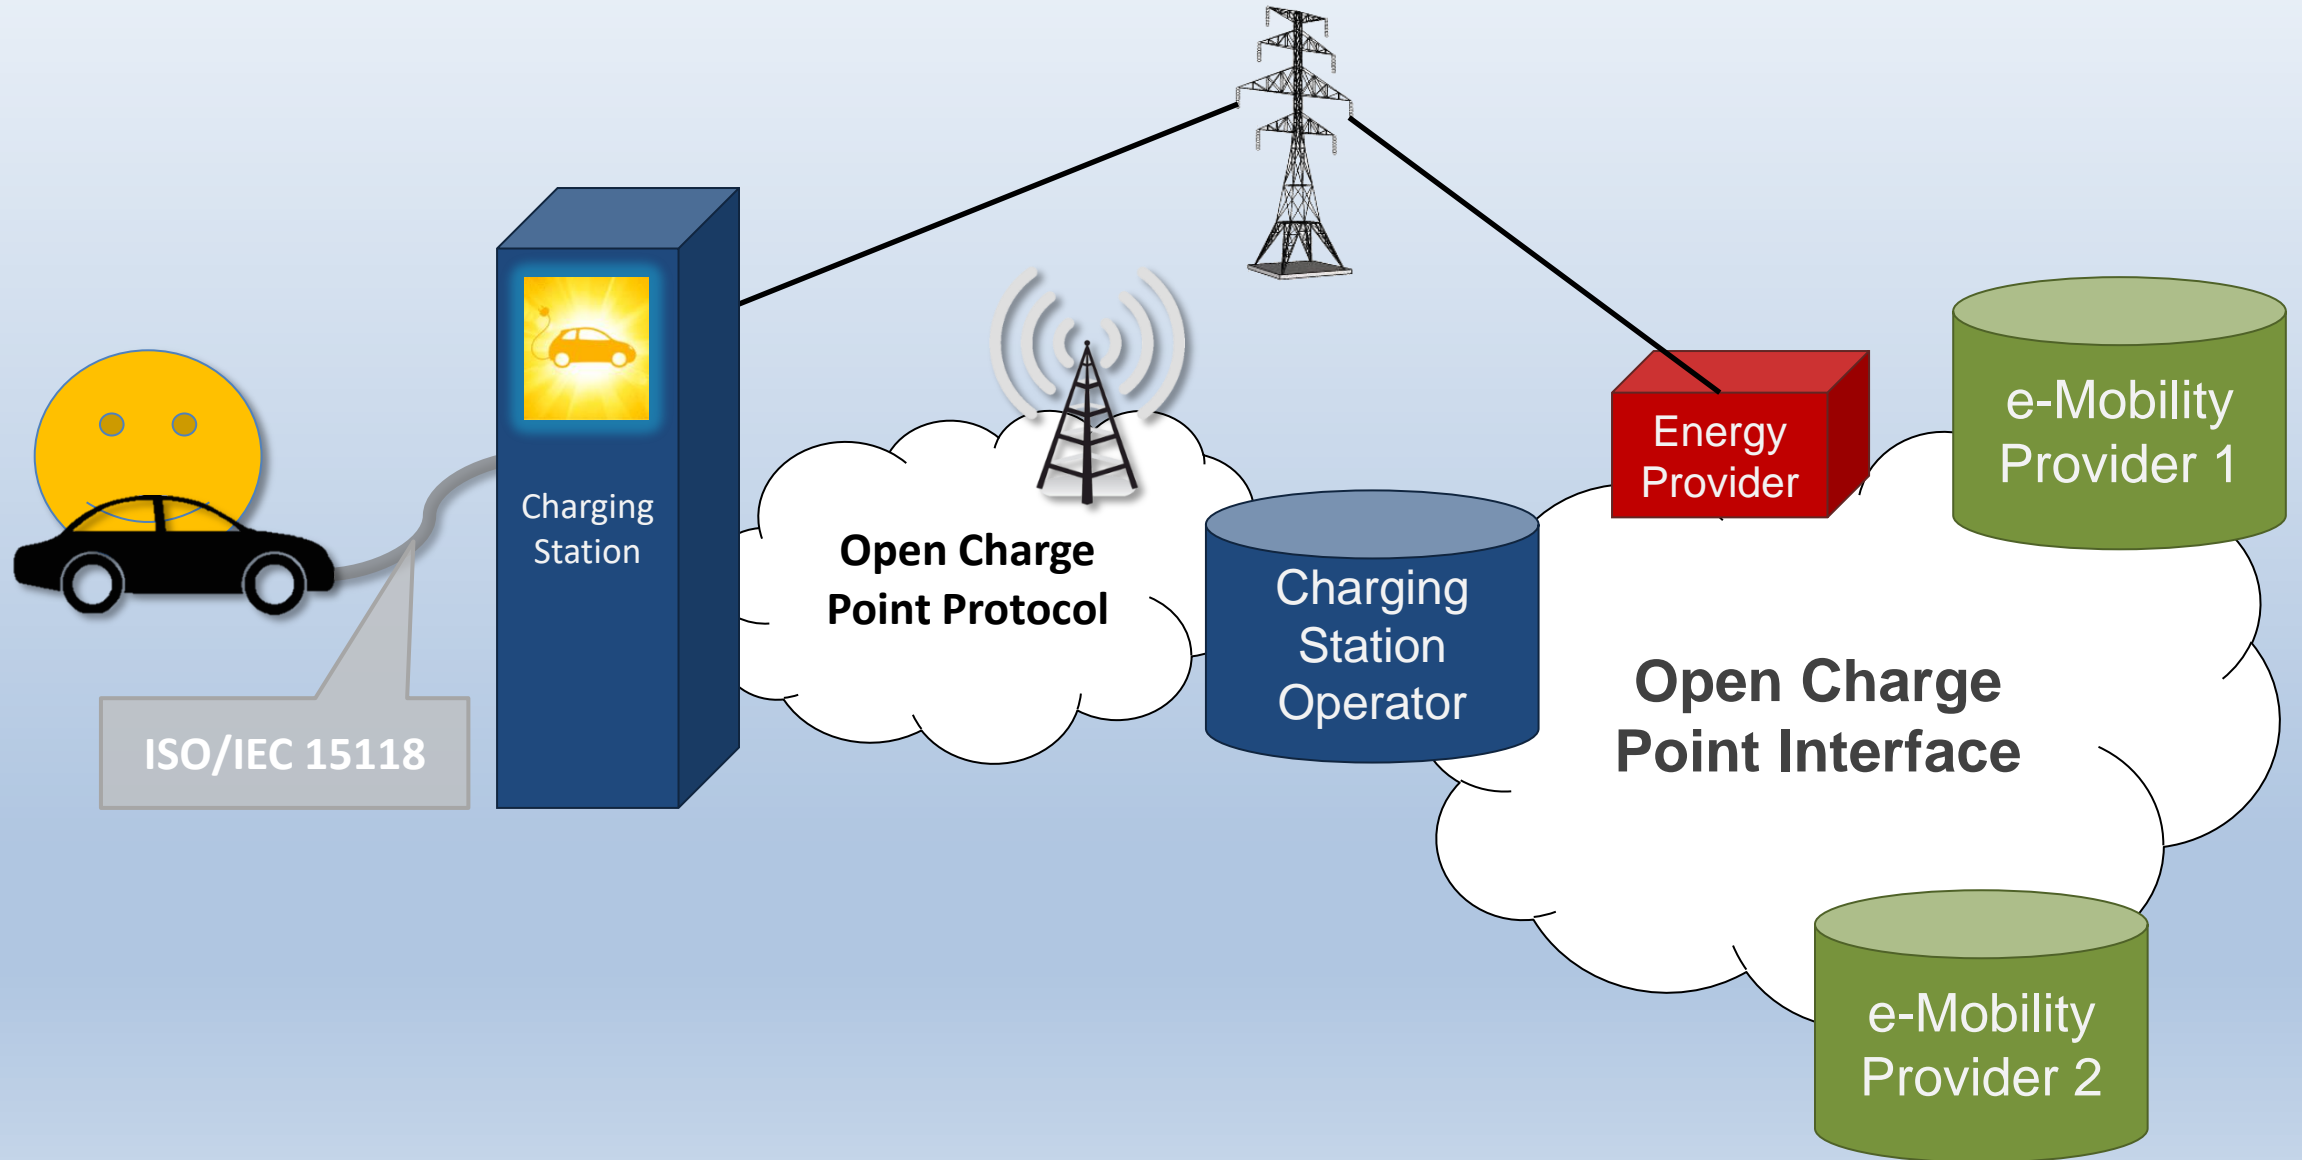 Charging
Station
ISO/IEC 15118
Open Charge
Point Protocol
Charging
Station
Operator
Energy
Provider
e-Mobility
Provider 1
Open Charge
Point Interface
e-Mobility
Provider 2